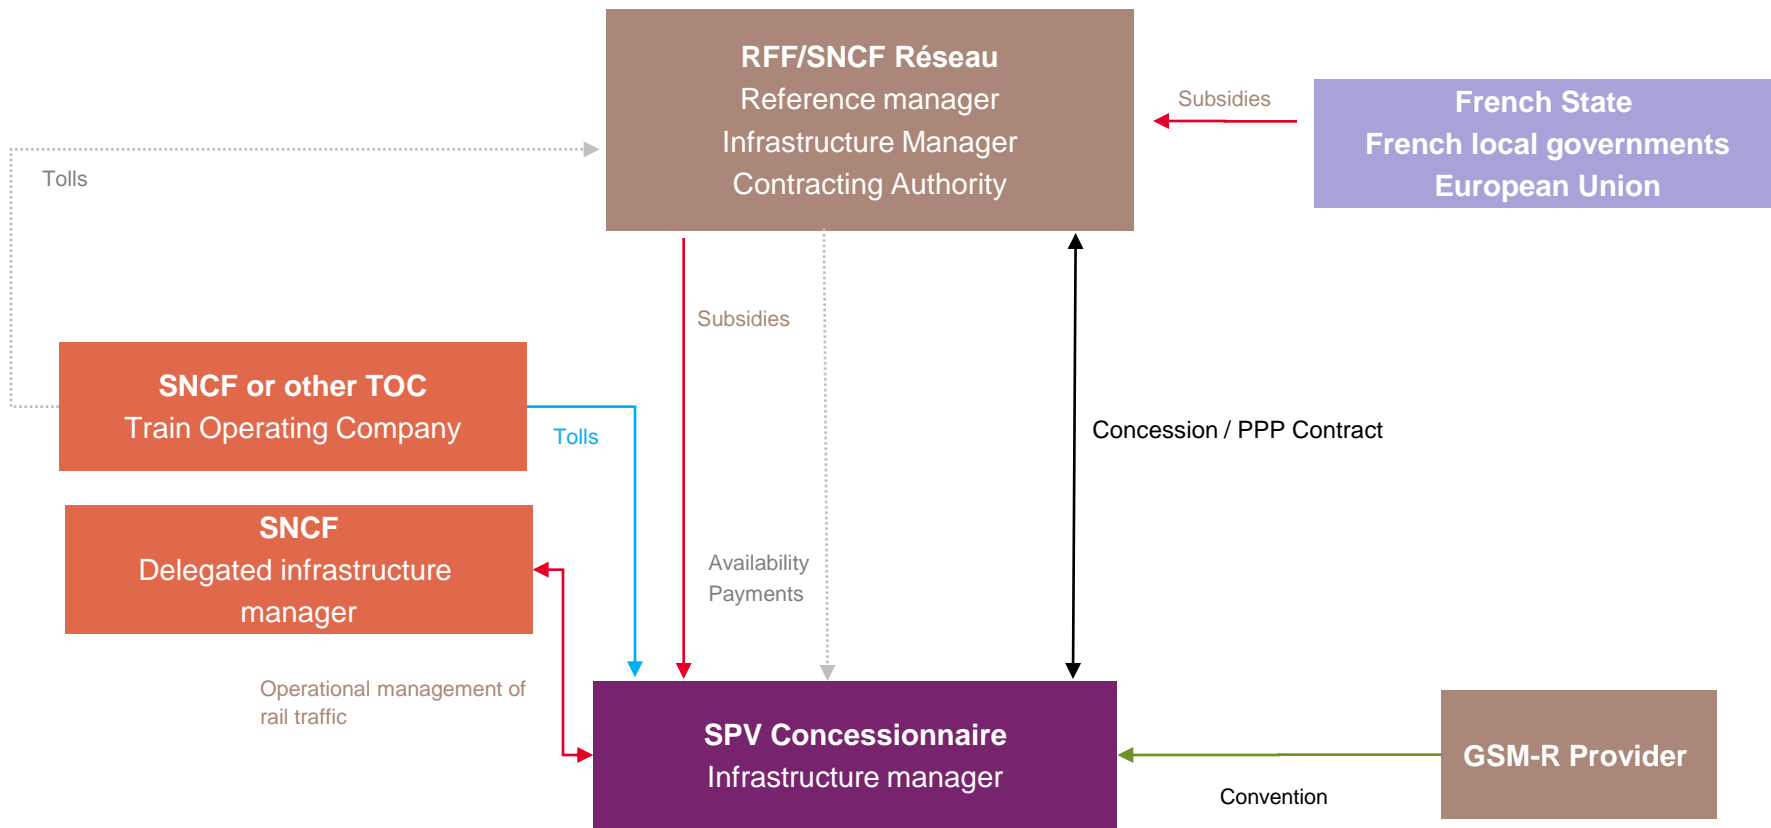 RFF/SNCF Réseau
Reference manager
Infrastructure Manager
Contracting Authority
Subsidies
French State
French local governments
European Union
Tolls
Subsidies
SNCF or other TOC
Train Operating Company
Tolls
Concession / PPP Contract
SNCF
Delegated infrastructure
manager
Availability
Payments
Operational management of
rail traffic
SPV Concessionnaire
Infrastructure manager
GSM-R Provider
Convention